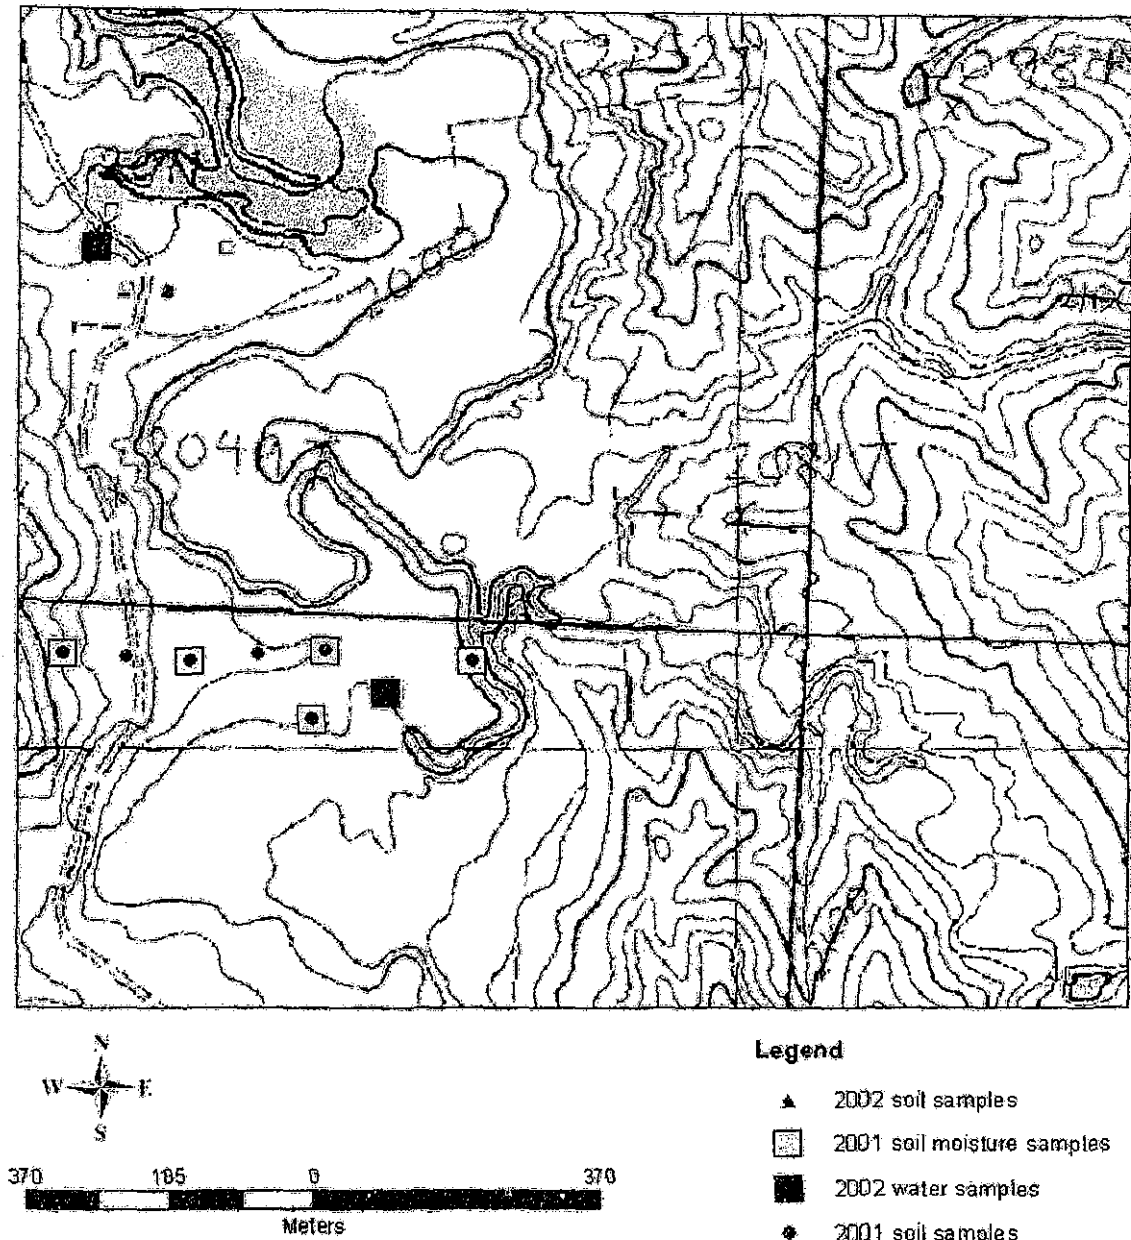 N
W E
S
370 185 0 370
Meters
Legend
2002 soil samples
2001 soil moisture samples
2002 water samples
2001 soil samples